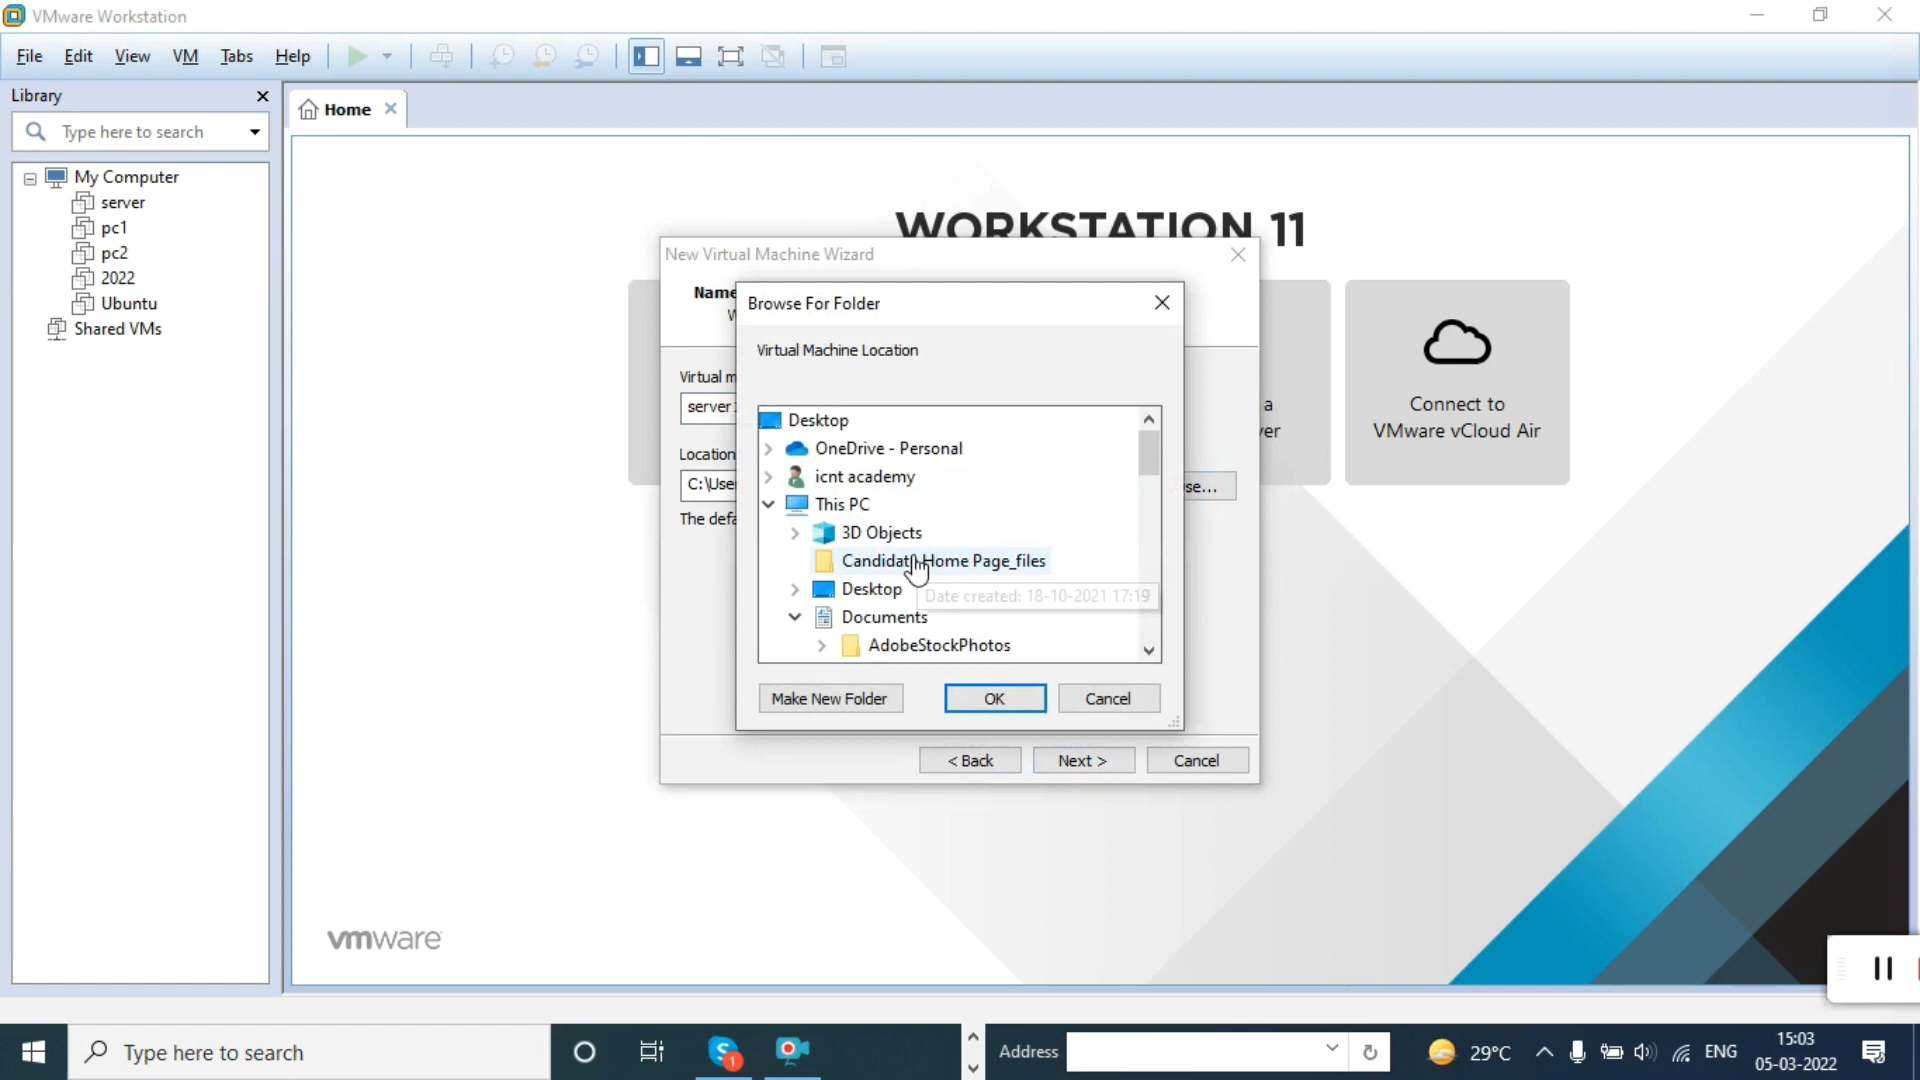 VMware Workstation
File Edit View VM Tabs Help
Library
Type here to search
Home
My Computer
server
pc1
pc2
2022
Ubuntu
Shared VMs
WORKSTATION 11
New Virtual Machine Wizard
Name
Browse For Folder
Virtual Machine Location
Virtual m
server
Location
C:\User
The defa
Desktop
OneDrive - Personal
icnt academy
This PC
3D Objects
Home Page_files
Desktop
Date created: 18-10-2021 17:19
Documents
AdobeStockPhotos
Make New Folder OK Cancel
< Back Next > Cancel
se...
a
ver
Connect to
VMware vCloud Air
vmware
Type here to search
S 1
Address
29°C
ENG
15:03
05-03-2022